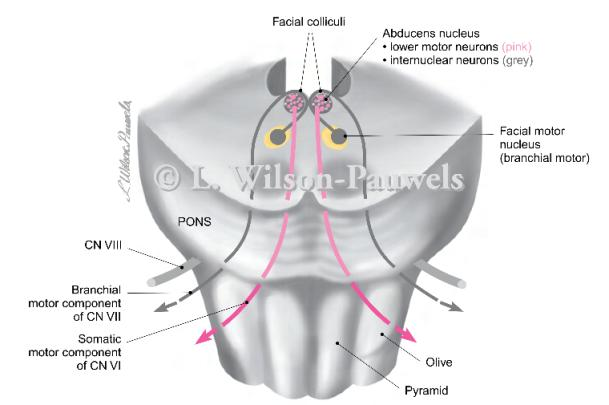 Facial colliculi
Abducens nucleus
• lower motor neurons (pink)
• internuclear neurons (grey)
Facial motor
nucleus
(branchial motor)
L. Wilson-Pauwels
© L. Wilson-Pauwels
PONS
CN VIII
Branchial
motor component
of CN VII
Somatic
motor component
of CN VI
Olive
Pyramid